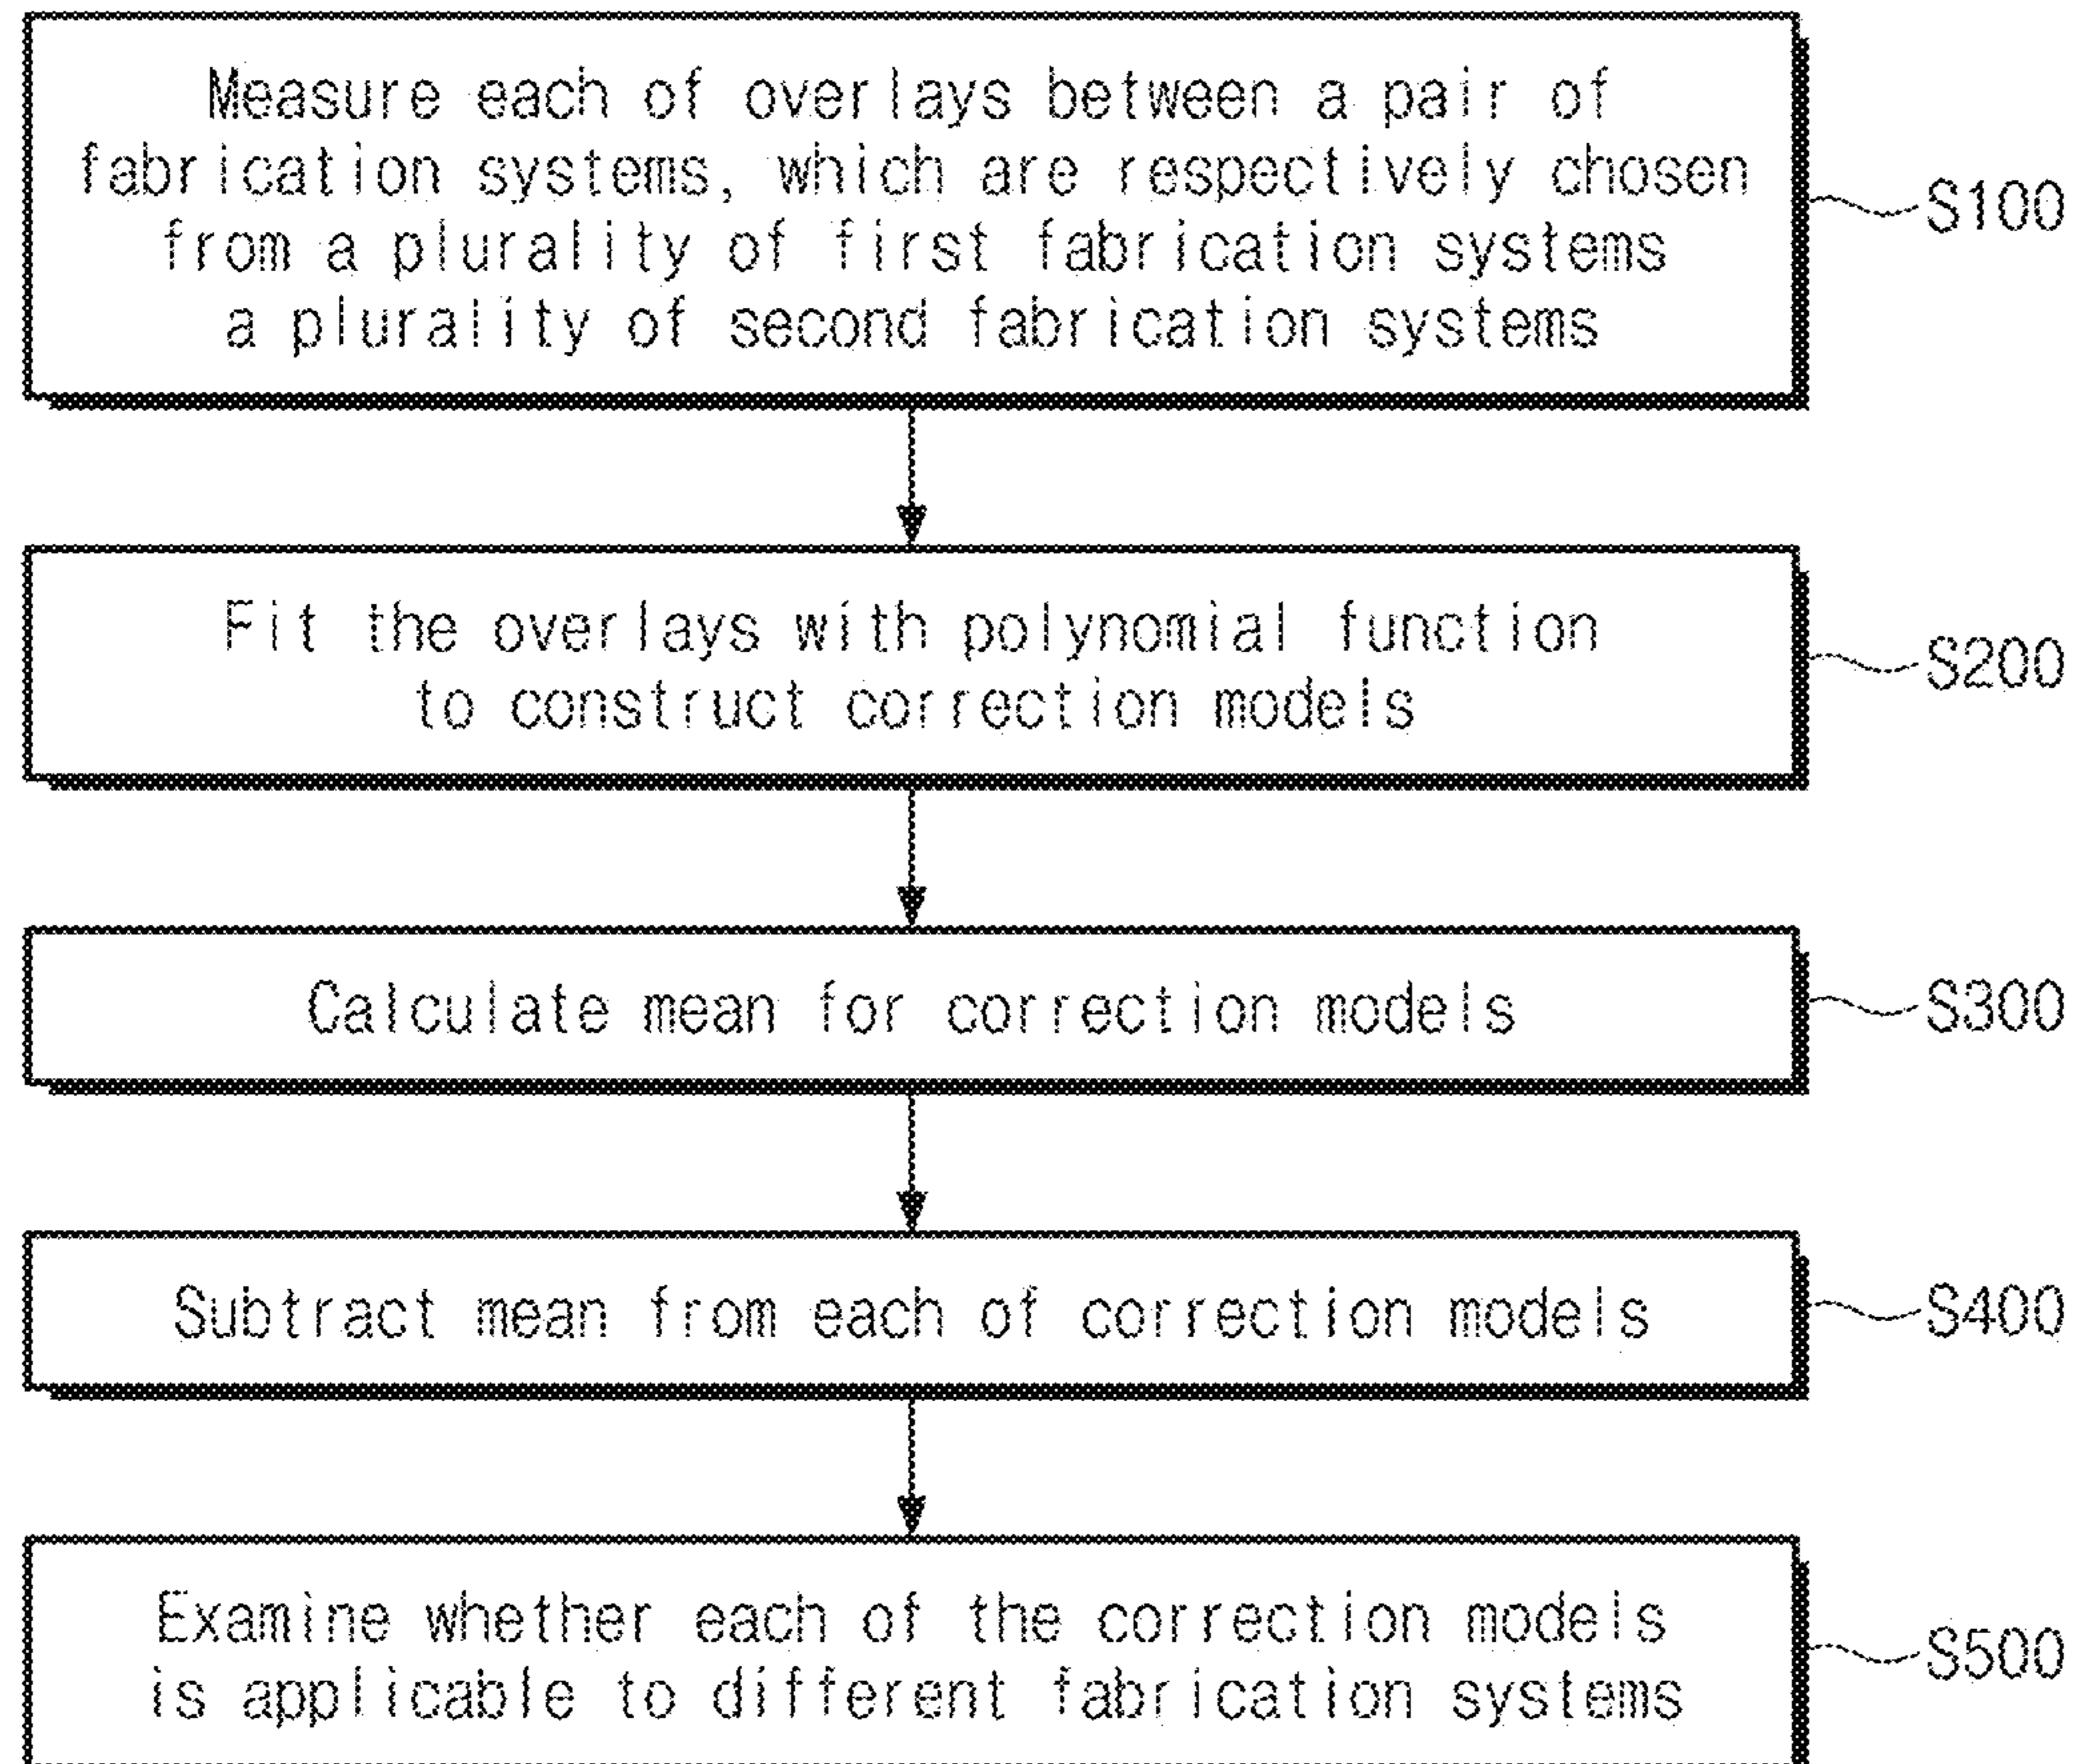 Measure each of overlays between a pair of
fabrication systems, which are respectively chosen
from a plurality of first fabrication systems
a plurality of second fabrication systems
S100
Fit the overlays with polynomial function
to construct correction models
S200
Calculate mean for correction models
S300
Subtract mean from each of correction models
S400
Examine whether each of the correction models
is applicable to different fabrication systems
S500